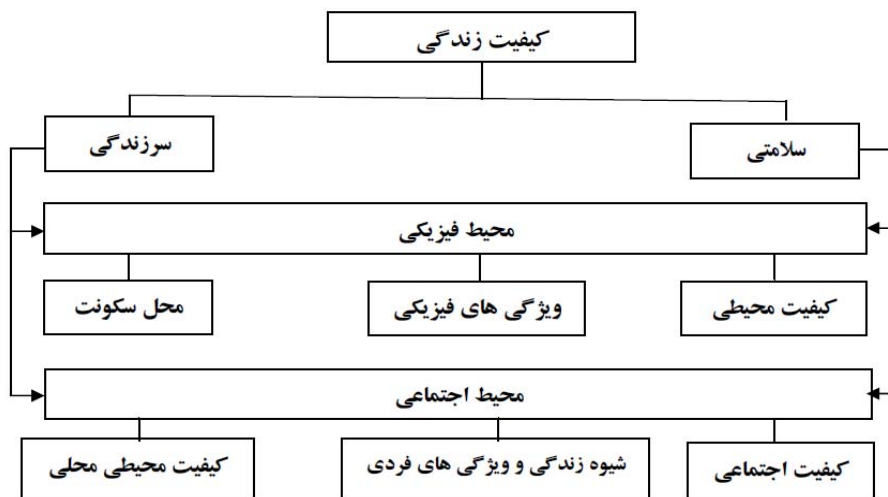 کیفیت زندگی
سلامتی
سرزندگی
محیط فیزیکی
کیفیت محیطی
ویژگی های فیزیکی
محل سکونت
محیط اجتماعی
کیفیت اجتماعی
شیوه زندگی و ویژگی های فردی
کیفیت محیطی محلی